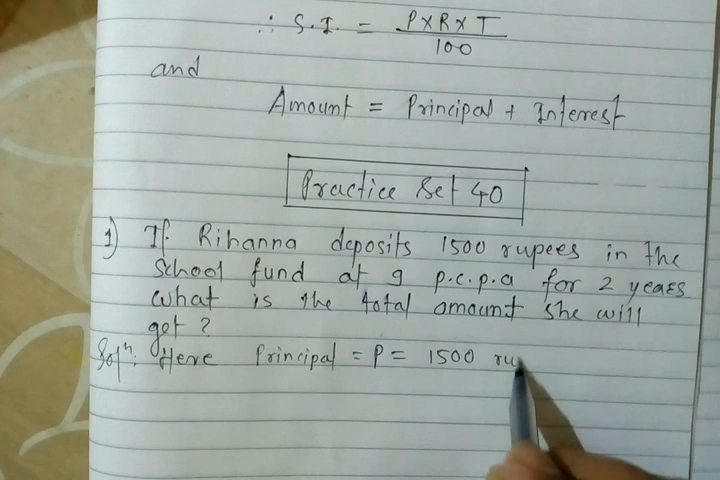 ∴ S.I. = P×R×T
100
and
Amount = Principal + Interest
Practice Set 40
1) If Rihanna deposits 1500 rupees in the
School fund at 9 p.c.p.a for 2 years
what is the total amount she will
get ?
Solⁿ: Here Principal = P = 1500 ru